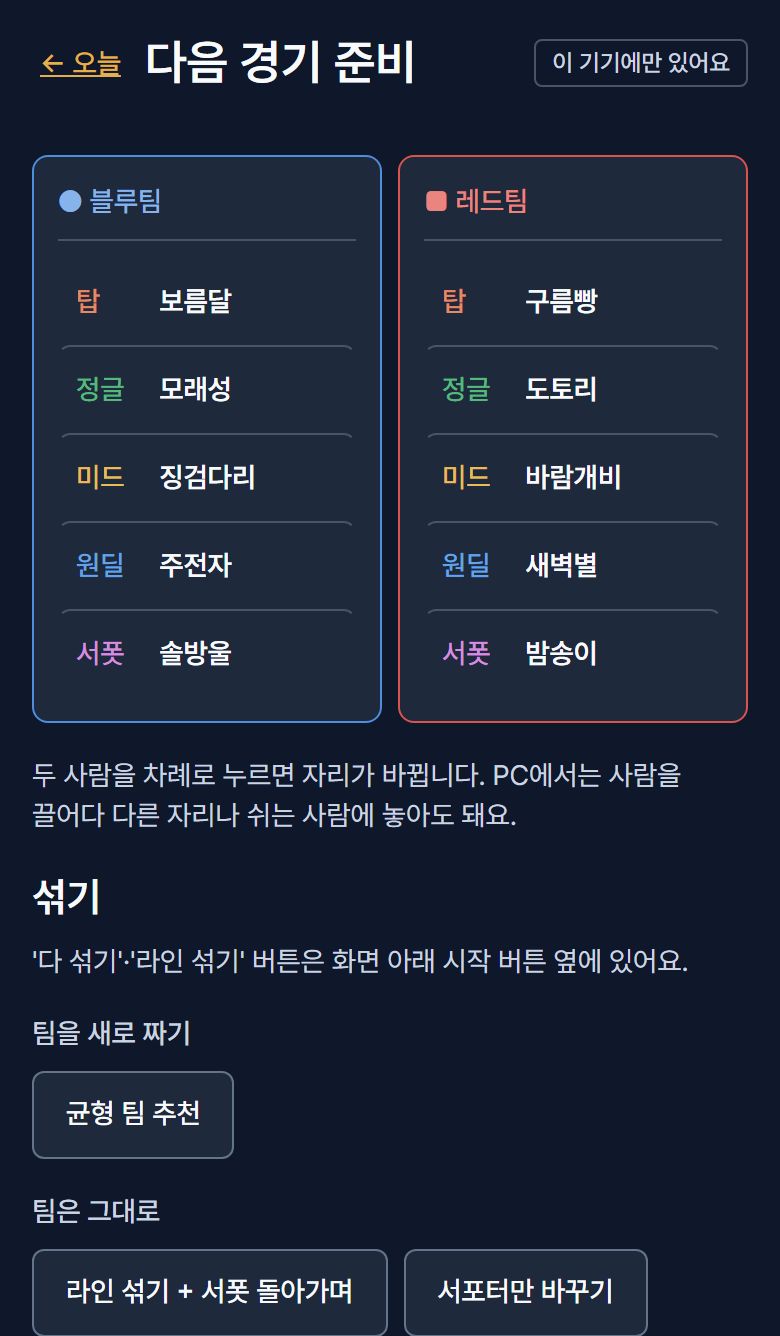 ← 오늘 다음 경기 준비 이 기기에만 있어요
블루팀
탑 보름달
정글 모래성
미드 징검다리
원딜 주전자
서폿 솔방울
레드팀
탑 구름빵
정글 도토리
미드 바람개비
원딜 새벽별
서폿 밤송이
두 사람을 차례로 누르면 자리가 바뀝니다. PC에서는 사람을
끌어다 다른 자리나 쉬는 사람에 놓아도 돼요.
섞기
'다 섞기'·'라인 섞기' 버튼은 화면 아래 시작 버튼 옆에 있어요.
팀을 새로 짜기
균형 팀 추천
팀은 그대로
라인 섞기 + 서폿 돌아가며 서포터만 바꾸기